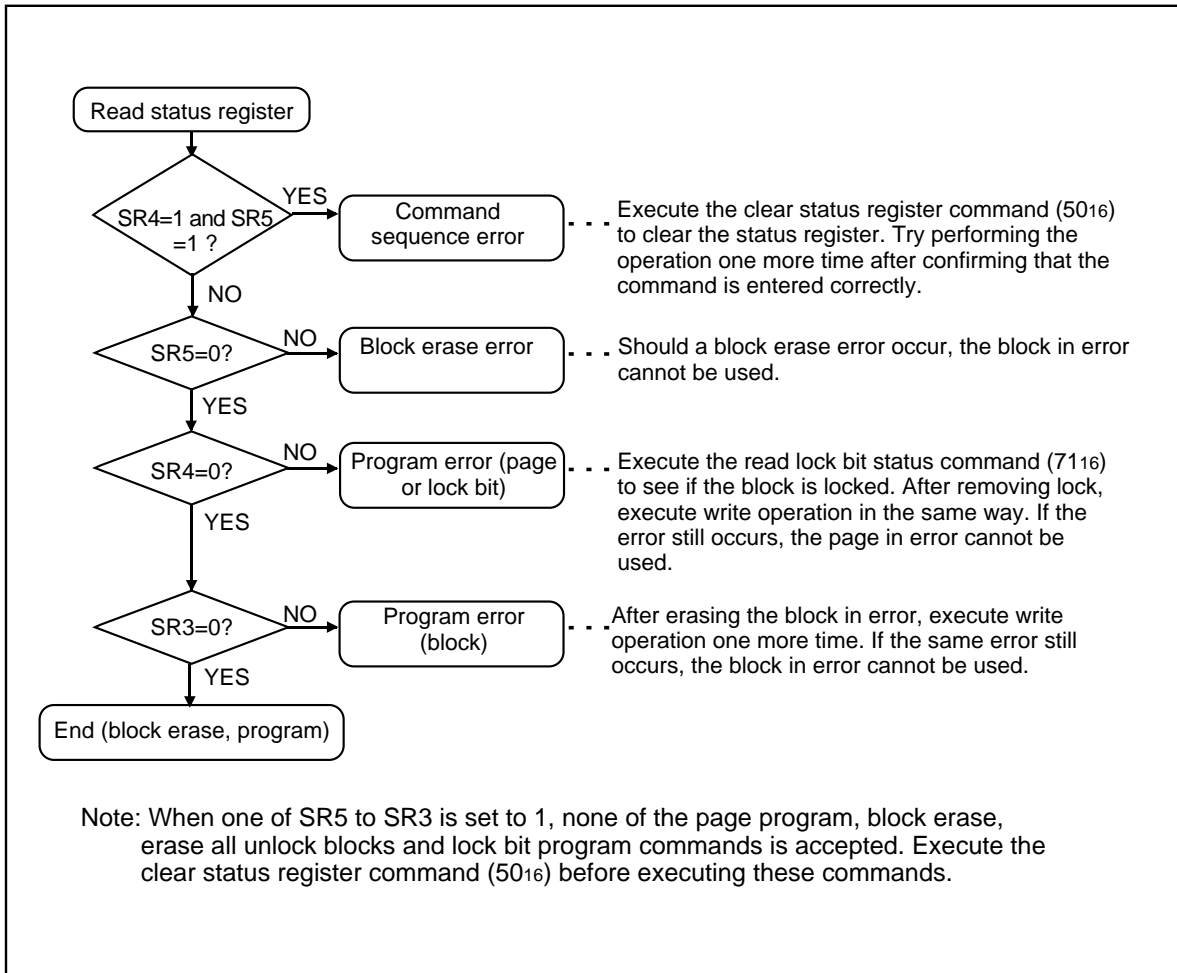 Read status register
SR4=1 and SR5
=1 ?
YES
Command
sequence error
Execute the clear status register command (5016)
to clear the status register. Try performing the
operation one more time after confirming that the
command is entered correctly.
NO
SR5=0?
NO
Block erase error
Should a block erase error occur, the block in error
cannot be used.
YES
SR4=0?
NO
Program error (page
or lock bit)
Execute the read lock bit status command (7116)
to see if the block is locked. After removing lock,
execute write operation in the same way. If the
error still occurs, the page in error cannot be
used.
YES
SR3=0?
NO
Program error
(block)
After erasing the block in error, execute write
operation one more time. If the same error still
occurs, the block in error cannot be used.
YES
End (block erase, program)
Note: When one of SR5 to SR3 is set to 1, none of the page program, block erase,
erase all unlock blocks and lock bit program commands is accepted. Execute the
clear status register command (5016) before executing these commands.